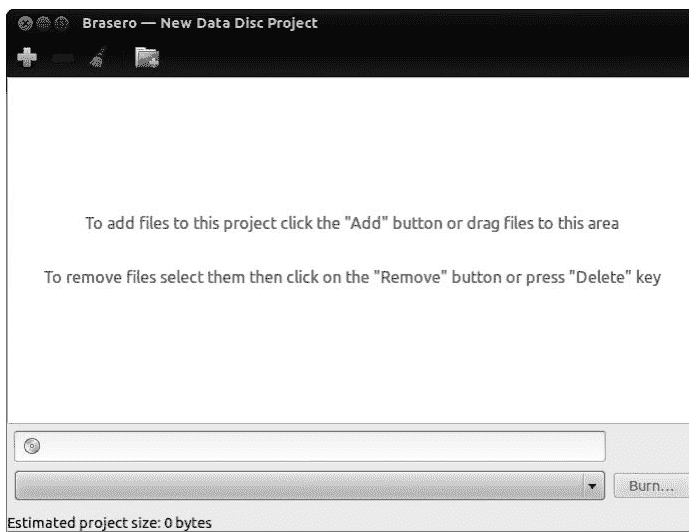 Brasero — New Data Disc Project
To add files to this project click the "Add" button or drag files to this area
To remove files select them then click on the "Remove" button or press "Delete" key
Burn...
Estimated project size: 0 bytes